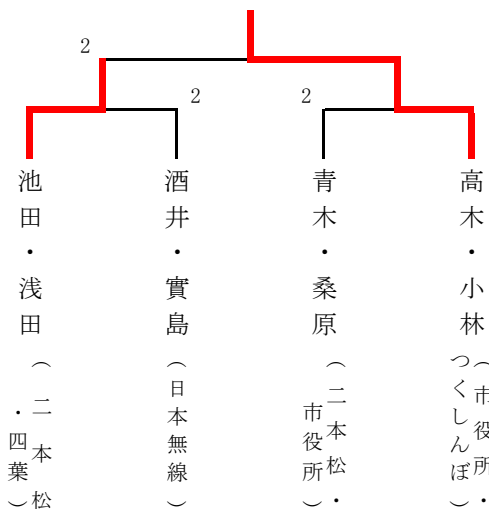 2
2
2
池田・浅田
(二本松
・四葉)
酒井・實島
(日本無線)
青木・桑原
(二本松・
市役所)
高木・小林
(市役所・
つくしんぼ)